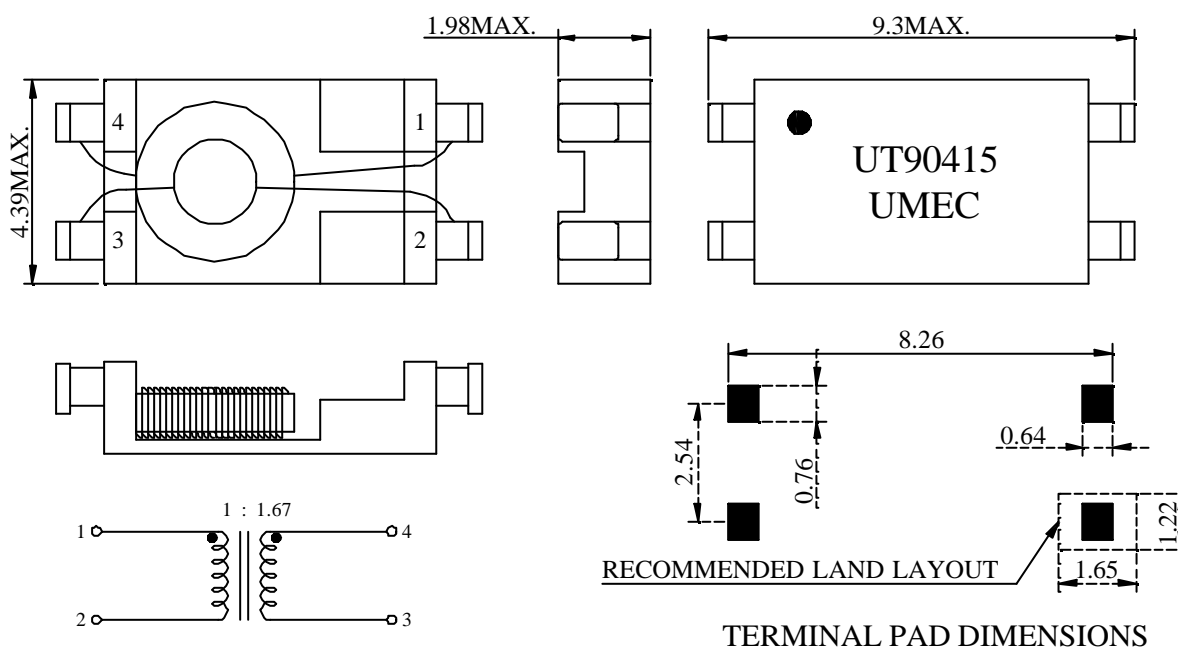 1.98MAX.
9.3MAX.
4.39MAX.
4
1
3
2
UT90415
UMEC
8.26
2.54
0.76
0.64
1.22
1.65
RECOMMENDED LAND LAYOUT
TERMINAL PAD DIMENSIONS
1 : 1.67
1
4
2
3